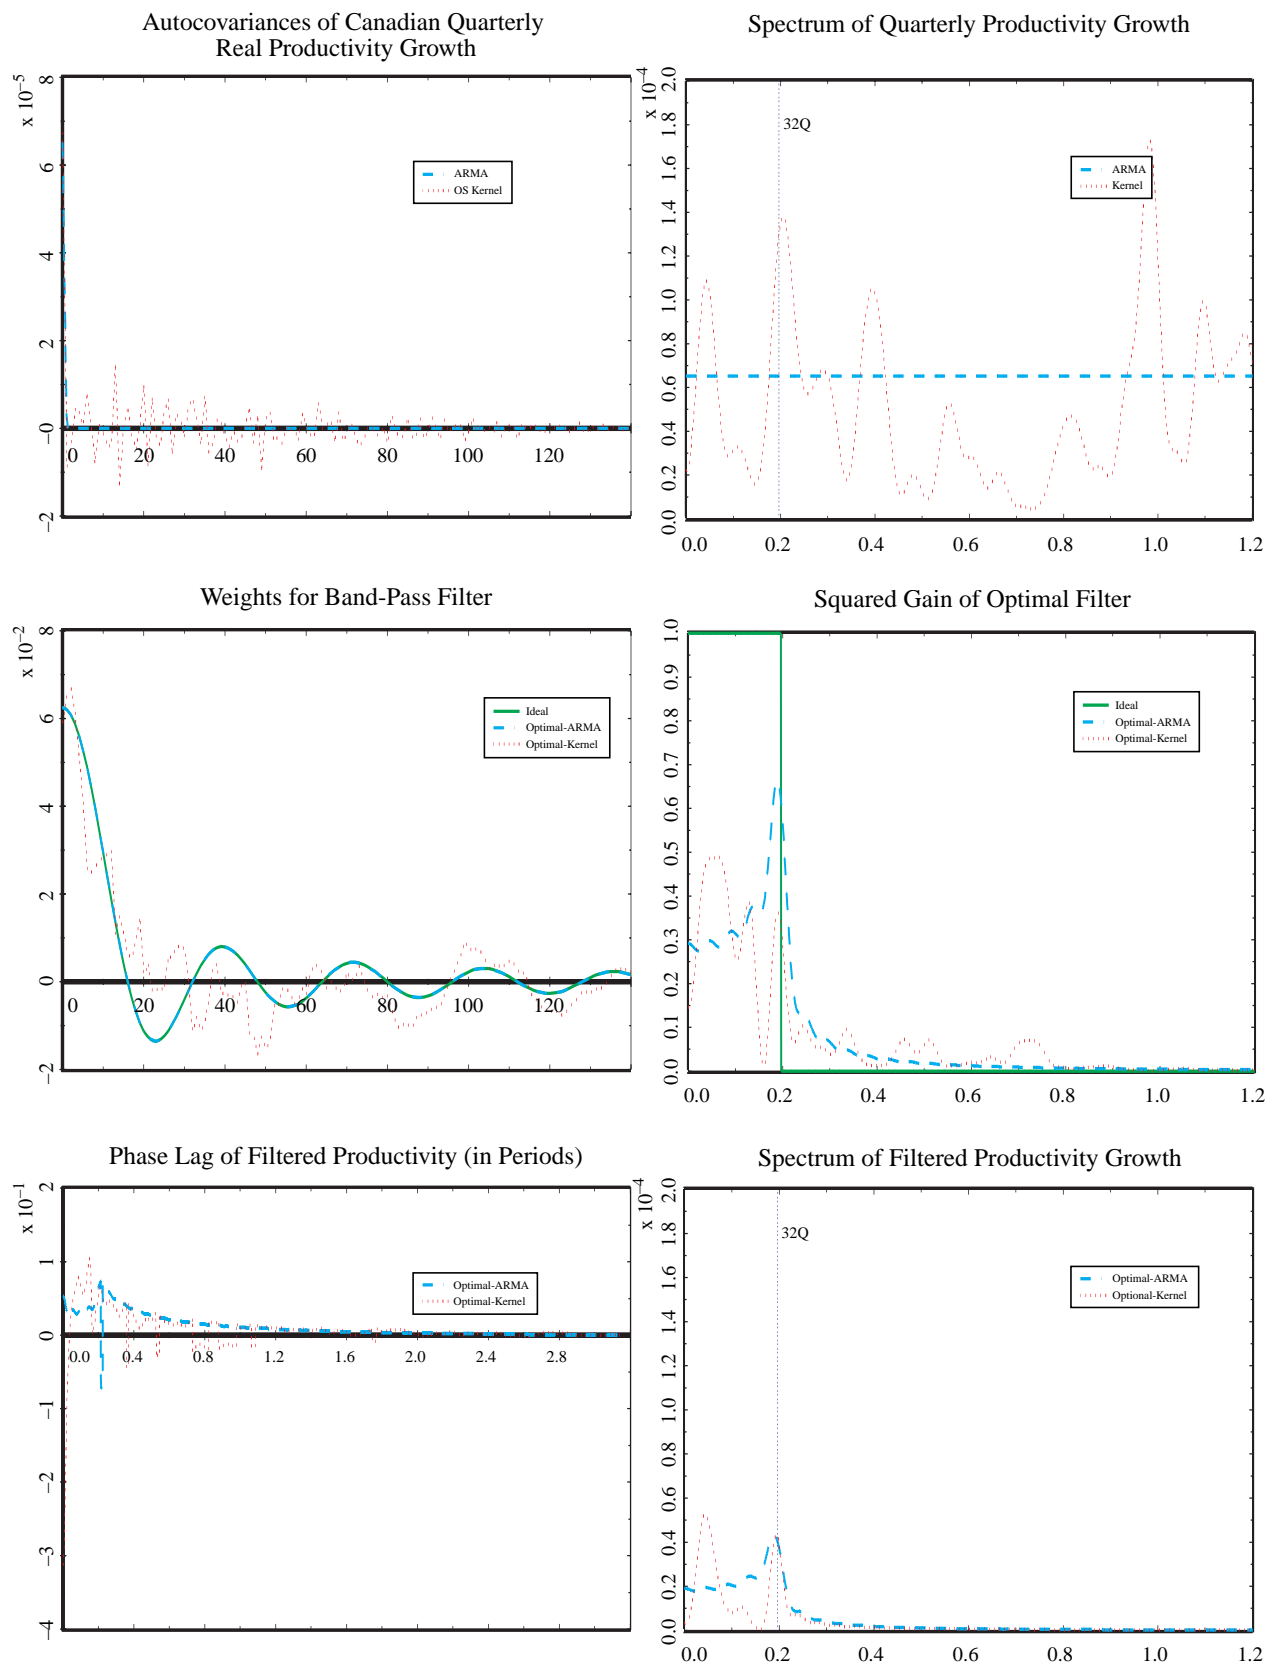 Autocovariances of Canadian Quarterly
Real Productivity Growth
x 10⁻⁵
8
6
4
2
−0
−2
0 20 40 60 80 100 120
ARMA
OS Kernel
Spectrum of Quarterly Productivity Growth
x 10⁻⁴
2.0
1.8
1.6
1.4
1.2
1.0
0.8
0.6
0.4
0.2
0.0
0.0 0.2 0.4 0.6 0.8 1.0 1.2
32Q
ARMA
Kernel
Weights for Band-Pass Filter
x 10⁻²
8
6
4
2
0
−2
0 20 40 60 80 100 120
Ideal
Optimal-ARMA
Optimal-Kernel
Squared Gain of Optimal Filter
1.0
0.9
0.8
0.7
0.6
0.5
0.4
0.3
0.2
0.1
0.0
0.0 0.2 0.4 0.6 0.8 1.0 1.2
Ideal
Optimal-ARMA
Optimal-Kernel
Phase Lag of Filtered Productivity (in Periods)
x 10⁻¹
2
1
0
−1
−2
−3
−4
0.0 0.4 0.8 1.2 1.6 2.0 2.4 2.8
Optimal-ARMA
Optimal-Kernel
Spectrum of Filtered Productivity Growth
x 10⁻⁴
2.0
1.8
1.6
1.4
1.2
1.0
0.8
0.6
0.4
0.2
0.0
0.0 0.2 0.4 0.6 0.8 1.0 1.2
32Q
Optimal-ARMA
Optional-Kernel